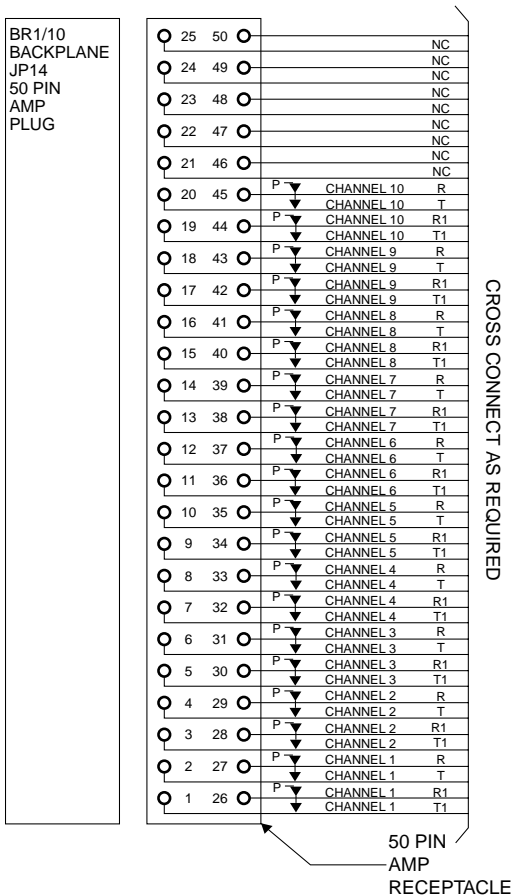 BR1/10
BACKPLANE
JP14
50 PIN
AMP
PLUG
25 50
NC
24 49 NC
NC
23 48 NC
NC
22 47 NC
NC
21 46 NC
NC
20 45 P CHANNEL 10 R
CHANNEL 10 T
19 44 P CHANNEL 10 R1
CHANNEL 10 T1
18 43 P CHANNEL 9 R
CHANNEL 9 T
17 42 P CHANNEL 9 R1
CHANNEL 9 T1
16 41 P CHANNEL 8 R
CHANNEL 8 T
15 40 P CHANNEL 8 R1
CHANNEL 8 T1
14 39 P CHANNEL 7 R
CHANNEL 7 T
13 38 P CHANNEL 7 R1
CHANNEL 7 T1
12 37 P CHANNEL 6 R
CHANNEL 6 T
11 36 P CHANNEL 6 R1
CHANNEL 6 T1
10 35 P CHANNEL 5 R
CHANNEL 5 T
9 34 P CHANNEL 5 R1
CHANNEL 5 T1
8 33 P CHANNEL 4 R
CHANNEL 4 T
7 32 P CHANNEL 4 R1
CHANNEL 4 T1
6 31 P CHANNEL 3 R
CHANNEL 3 T
5 30 P CHANNEL 3 R1
CHANNEL 3 T1
4 29 P CHANNEL 2 R
CHANNEL 2 T
3 28 P CHANNEL 2 R1
CHANNEL 2 T1
2 27 P CHANNEL 1 R
CHANNEL 1 T
1 26 P CHANNEL 1 R1
CHANNEL 1 T1
CROSS CONNECT AS REQUIRED
50 PIN
AMP
RECEPTACLE